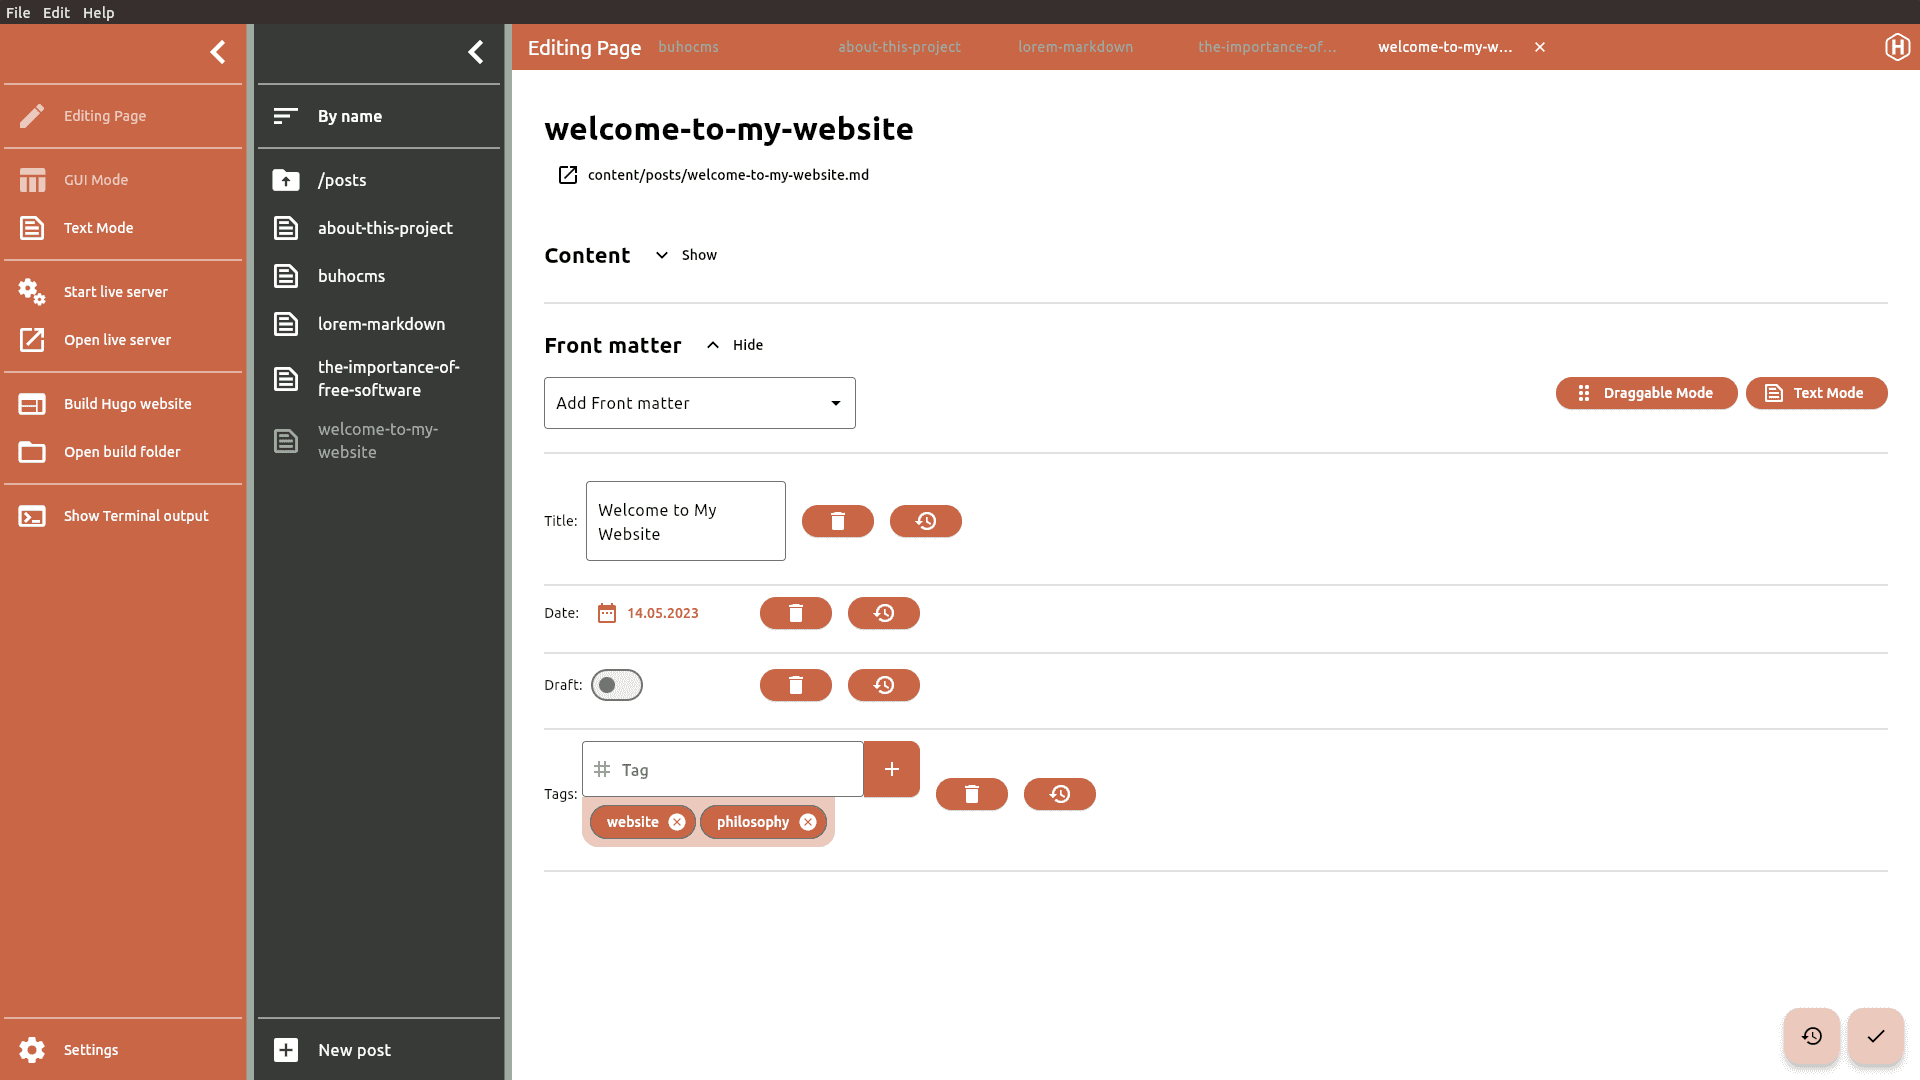 File Edit Help
Editing Page
GUI Mode
Text Mode
Start live server
Open live server
Build Hugo website
Open build folder
Show Terminal output
Settings
By name
/posts
about-this-project
buhocms
lorem-markdown
the-importance-of-
free-software
welcome-to-my-
website
New post
Editing Page buhocms about-this-project lorem-markdown the-importance-of... welcome-to-my-w...
H
welcome-to-my-website
content/posts/welcome-to-my-website.md
Content Show
Front matter Hide
Add Front matter
Draggable Mode Text Mode
Title: Welcome to My
Website
Date: 14.05.2023
Draft:
Tags: # Tag
website philosophy